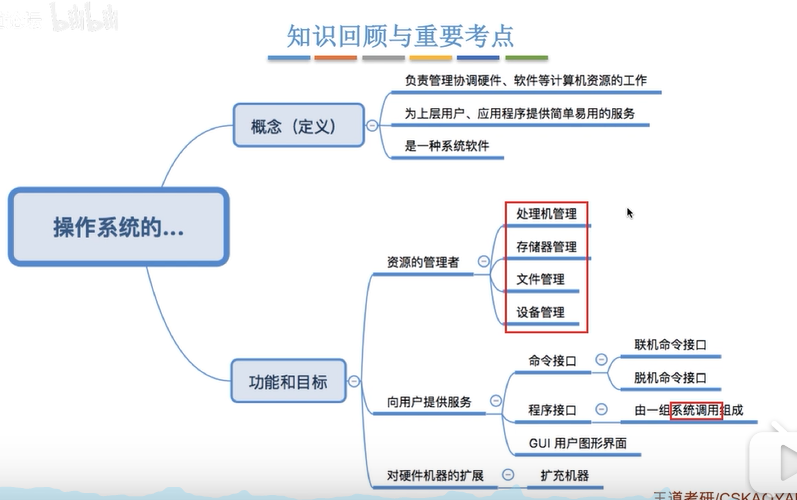 bilibili
知识回顾与重要考点
负责管理协调硬件、软件等计算机资源的工作
概念（定义）
为上层用户、应用程序提供简单易用的服务
是一种系统软件
操作系统的...
处理机管理
存储器管理
资源的管理者
文件管理
设备管理
功能和目标
联机命令接口
命令接口
脱机命令接口
向用户提供服务
程序接口
由一组系统调用组成
GUI 用户图形界面
对硬件机器的扩展
扩充机器
王道考研/CSKAOYAN